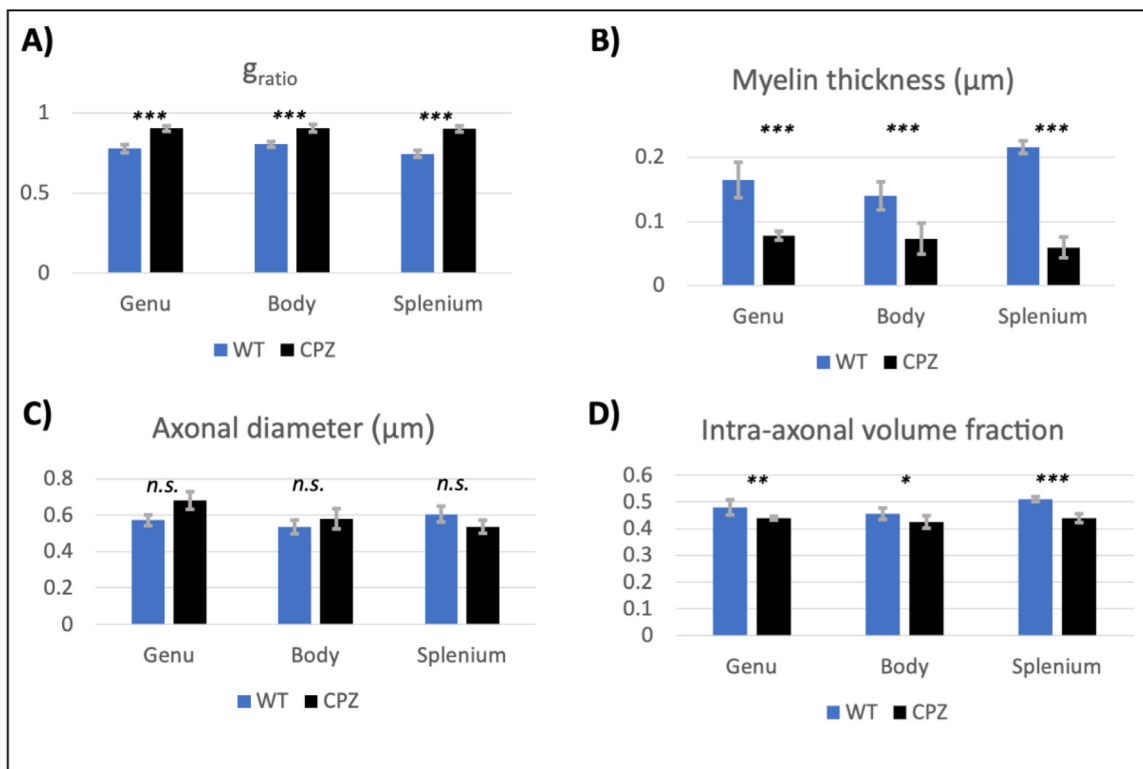 A)
g_ratio
1
0.5
0
*** *** ***
Genu Body Splenium
WT CPZ
B)
Myelin thickness (µm)
0.2
0.1
0
*** *** ***
Genu Body Splenium
WT CPZ
C)
Axonal diameter (µm)
0.8
0.6
0.4
0.2
0
n.s. n.s. n.s.
Genu Body Splenium
WT CPZ
D)
Intra-axonal volume fraction
0.6
0.5
0.4
0.3
0.2
0.1
0
** * ***
Genu Body Splenium
WT CPZ